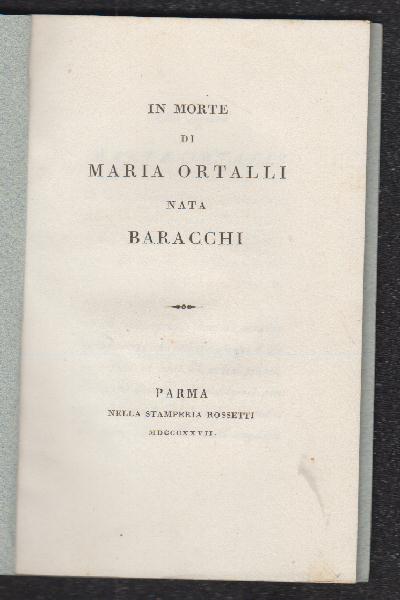 IN MORTE
DI
MARIA ORTALLI
NATA
BARACCHI
PARMA
NELLA STAMPERIA ROSSETTI
MDCCCXXVII.